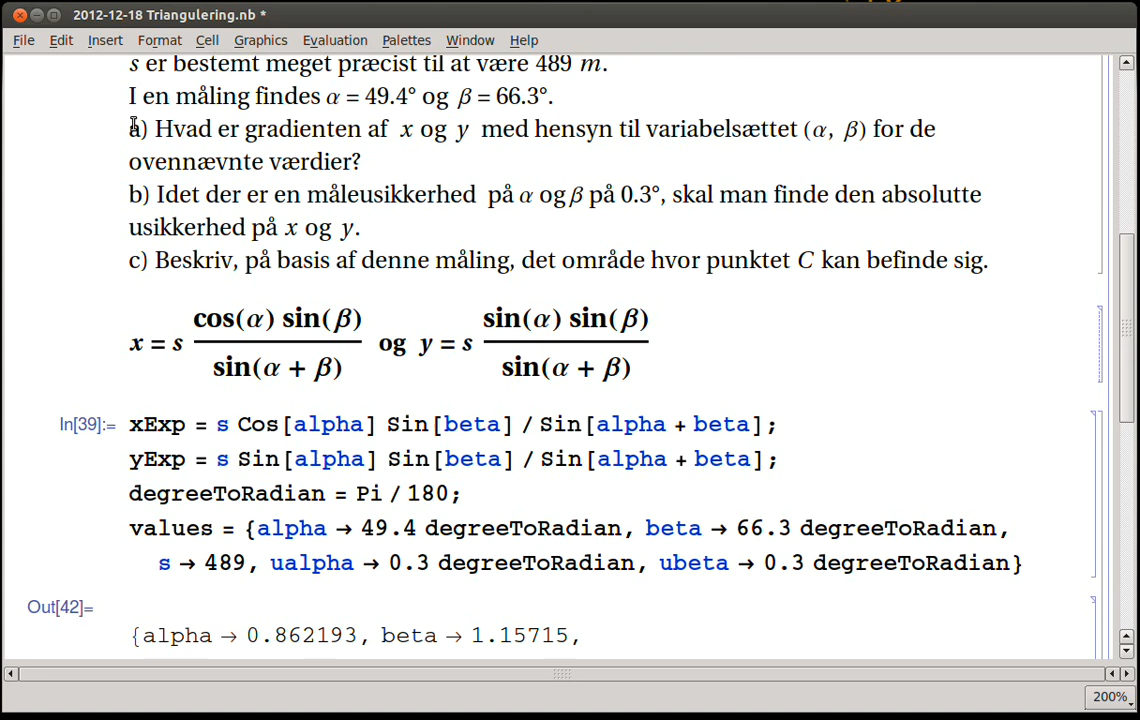 2012-12-18 Triangulering.nb *
File Edit Insert Format Cell Graphics Evaluation Palettes Window Help
s er bestemt meget præcist til at være 489 m.
I en måling findes α = 49.4° og β = 66.3°.
a) Hvad er gradienten af x og y med hensyn til variabelsættet (α, β) for de
ovennævnte værdier?
b) Idet der er en måleusikkerhed på α og β på 0.3°, skal man finde den absolutte
usikkerhed på x og y.
c) Beskriv, på basis af denne måling, det område hvor punktet C kan befinde sig.
x = s cos(α) sin(β) / sin(α + β) og y = s sin(α) sin(β) / sin(α + β)
In[39]:= xExp = s Cos[alpha] Sin[beta] / Sin[alpha + beta];
yExp = s Sin[alpha] Sin[beta] / Sin[alpha + beta];
degreeToRadian = Pi / 180;
values = {alpha → 49.4 degreeToRadian, beta → 66.3 degreeToRadian,
s → 489, ualpha → 0.3 degreeToRadian, ubeta → 0.3 degreeToRadian}
Out[42]=
{alpha → 0.862193, beta → 1.15715,
200%